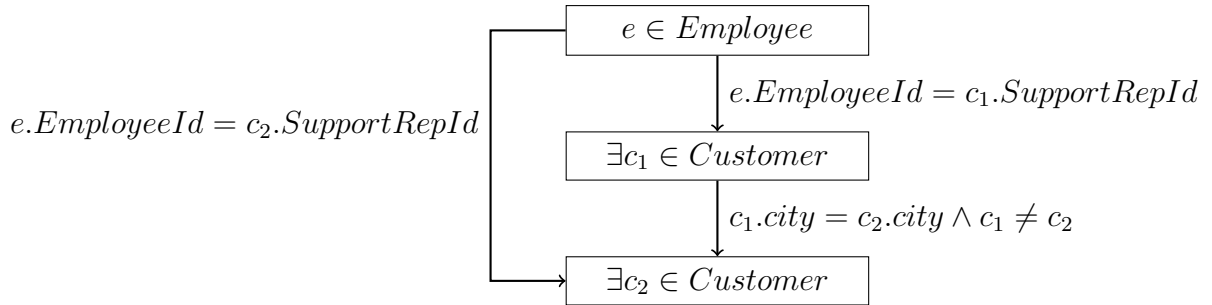 e ∈ Employee
e.EmployeeId = c₁.SupportRepId
e.EmployeeId = c₂.SupportRepId
∃c₁ ∈ Customer
c₁.city = c₂.city ∧ c₁ ≠ c₂
∃c₂ ∈ Customer